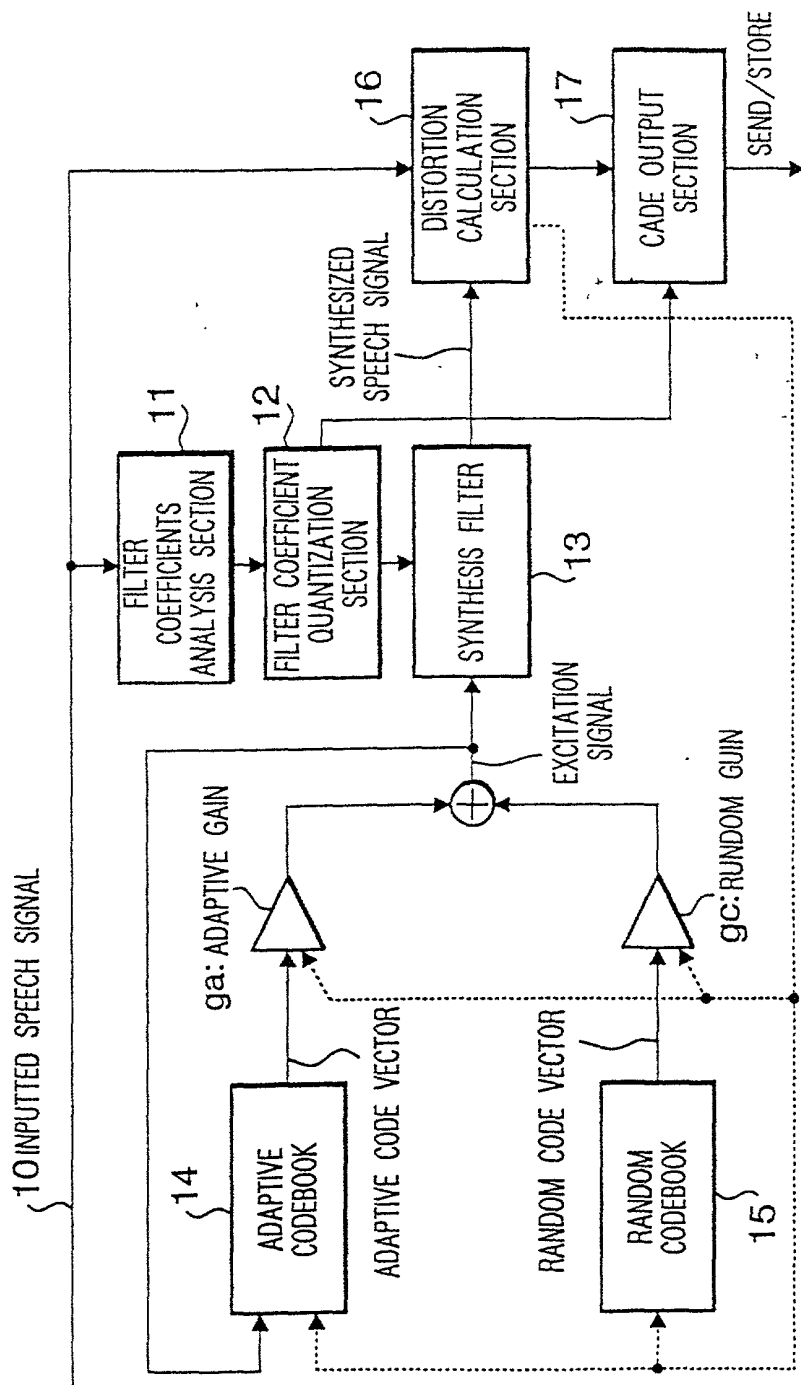 10 INPUTTED SPEECH SIGNAL
11
FILTER
COEFFICIENTS
ANALYSIS SECTION
12
FILTER COEFFICIENT
QUANTIZATION
SECTION
SYNTHESIS FILTER
13
14
ADAPTIVE
CODEBOOK
ADAPTIVE CODE VECTOR
ga: ADAPTIVE GAIN
EXCITATION
SIGNAL
RANDOM CODE VECTOR
RANDOM
CODEBOOK
15
gc: RUNDOM GUIN
SYNTHESIZED
SPEECH SIGNAL
16
DISTORTION
CALCULATION
SECTION
17
CADE OUTPUT
SECTION
SEND/STORE